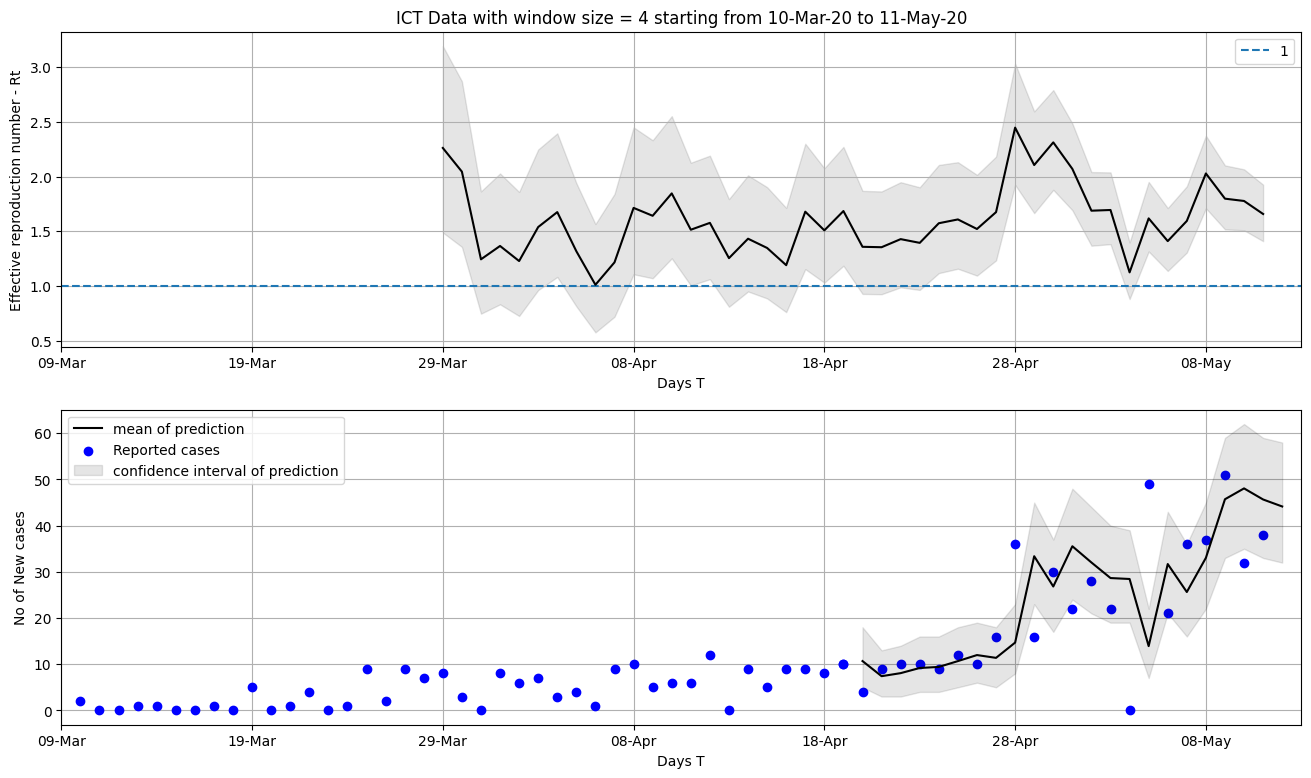 ICT Data with window size = 4 starting from 10-Mar-20 to 11-May-20
Effective reproduction number - Rt
3.0
2.5
2.0
1.5
1.0
0.5
1
09-Mar 19-Mar 29-Mar 08-Apr 18-Apr 28-Apr 08-May
Days T
No of New cases
60
50
40
30
20
10
0
mean of prediction
Reported cases
confidence interval of prediction
09-Mar 19-Mar 29-Mar 08-Apr 18-Apr 28-Apr 08-May
Days T